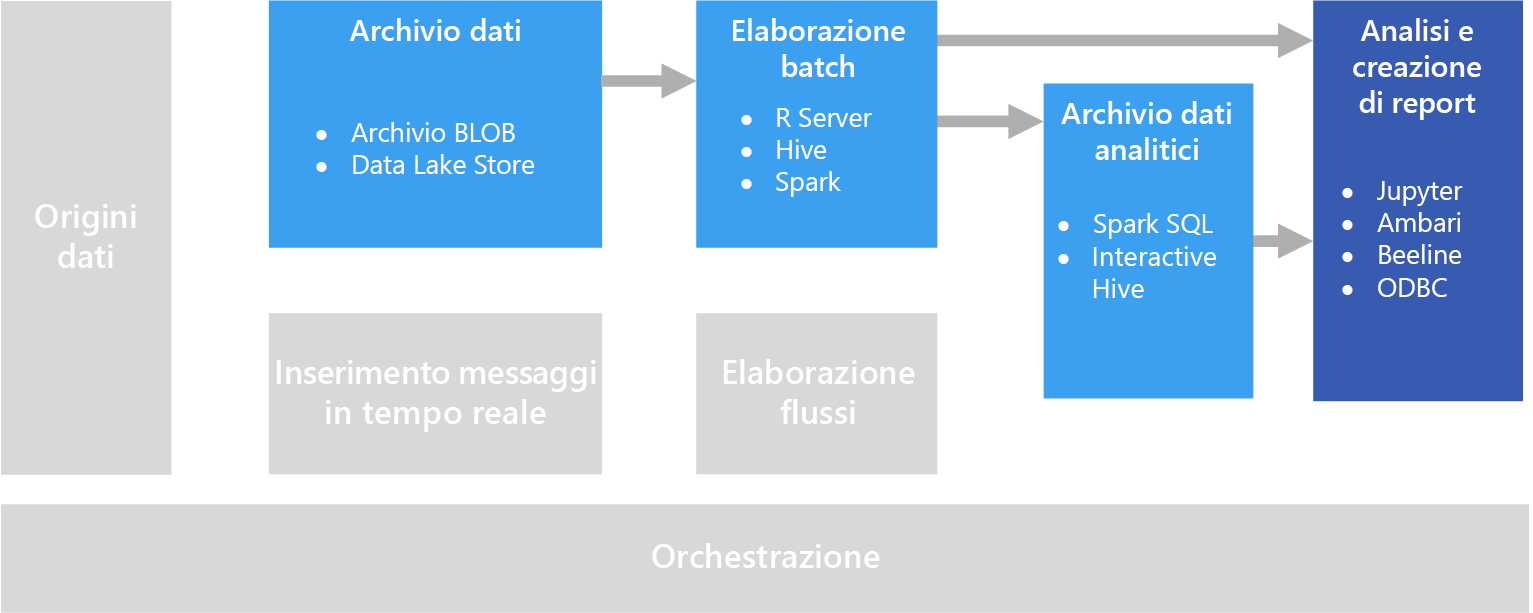 Origini
dati
Archivio dati
● Archivio BLOB
● Data Lake Store
Inserimento messaggi
in tempo reale
Elaborazione
batch
● R Server
● Hive
● Spark
Elaborazione
flussi
Archivio dati
analitici
● Spark SQL
● Interactive
Hive
Analisi e
creazione
di report
● Jupyter
● Ambari
● Beeline
● ODBC
Orchestrazione